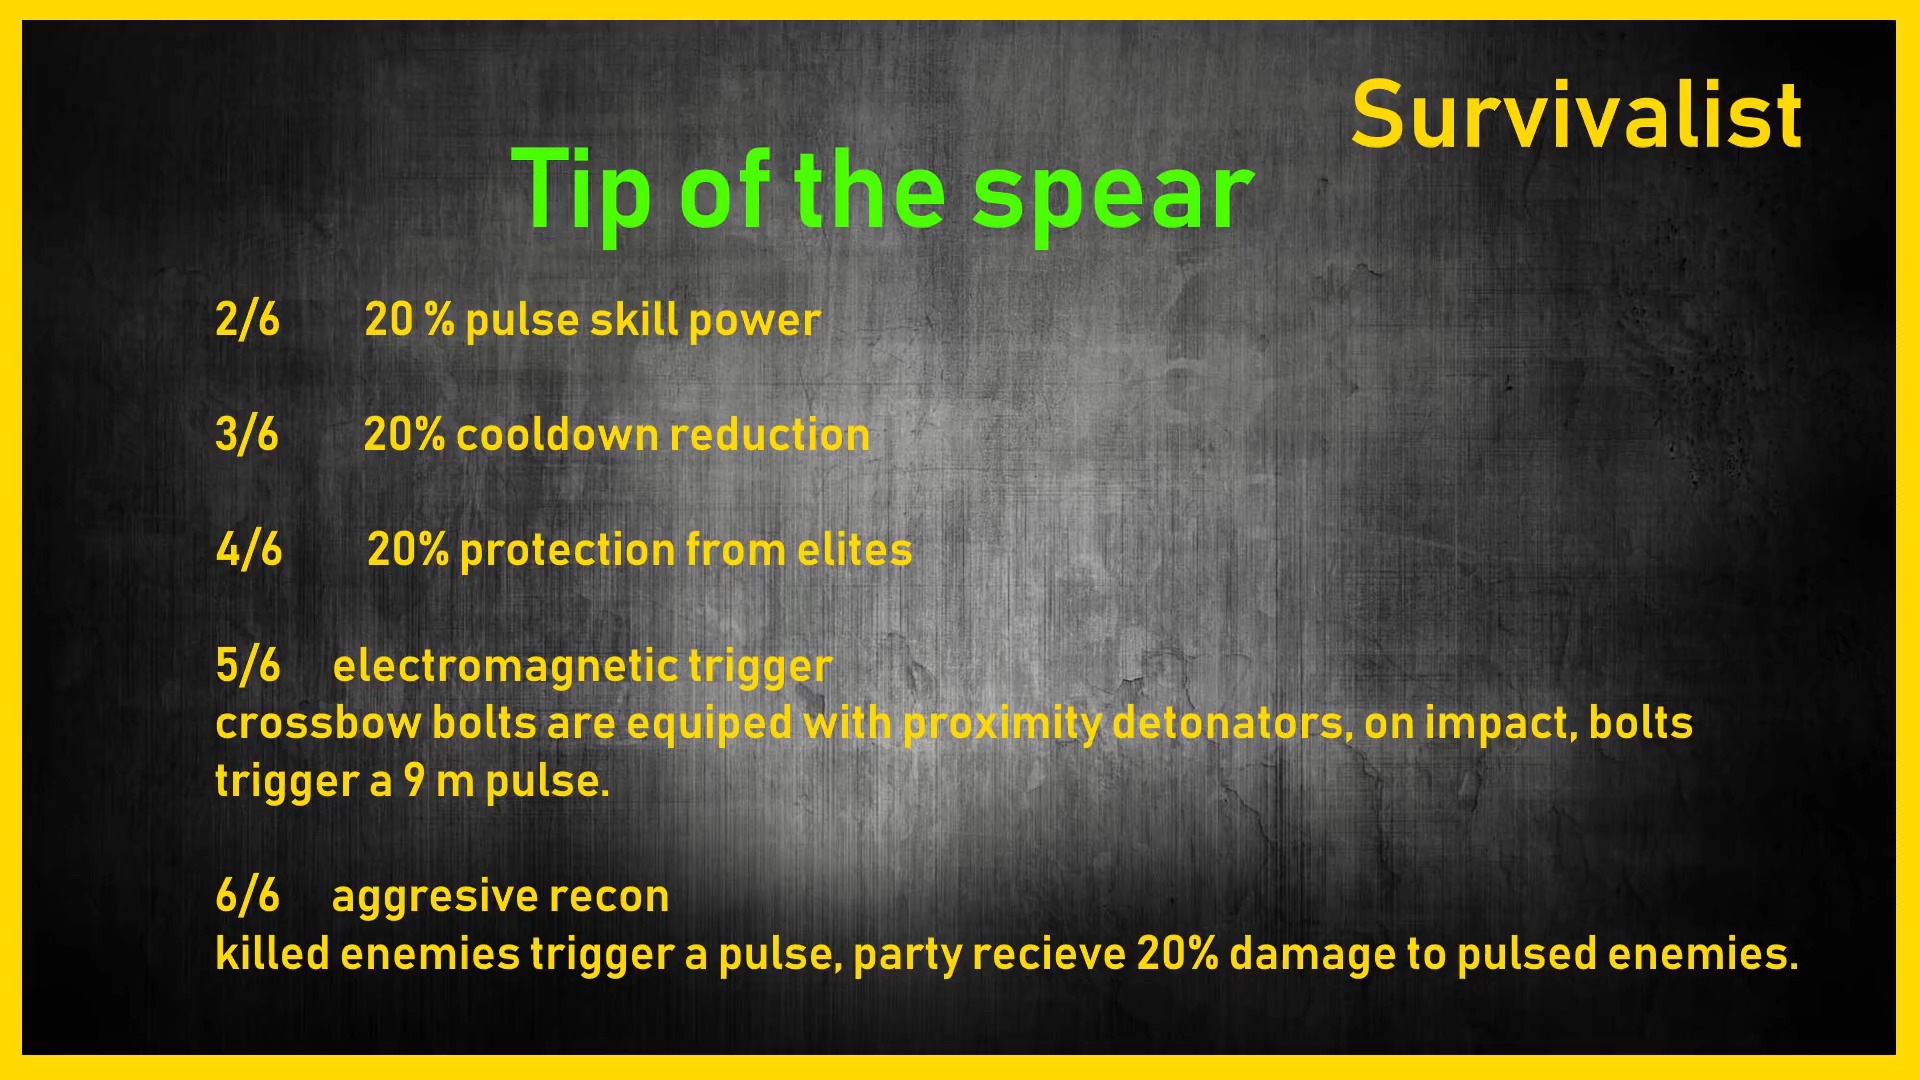 Survivalist
Tip of the spear
2/6 20 % pulse skill power
3/6 20% cooldown reduction
4/6 20% protection from elites
5/6 electromagnetic trigger
crossbow bolts are equiped with proximity detonators, on impact, bolts
trigger a 9 m pulse.
6/6 aggresive recon
killed enemies trigger a pulse, party recieve 20% damage to pulsed enemies.